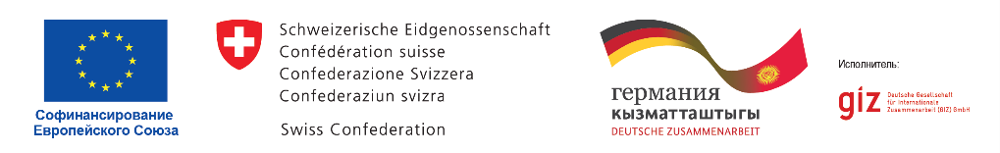 Софинансирование
Европейского Союза
Schweizerische Eidgenossenschaft
Confédération suisse
Confederazione Svizzera
Confederaziun svizra
Swiss Confederation
германия
кызматташтыгы
DEUTSCHE ZUSAMMENARBEIT
Исполнитель:
giz
Deutsche Gesellschaft
für Internationale
Zusammenarbeit (GIZ) GmbH